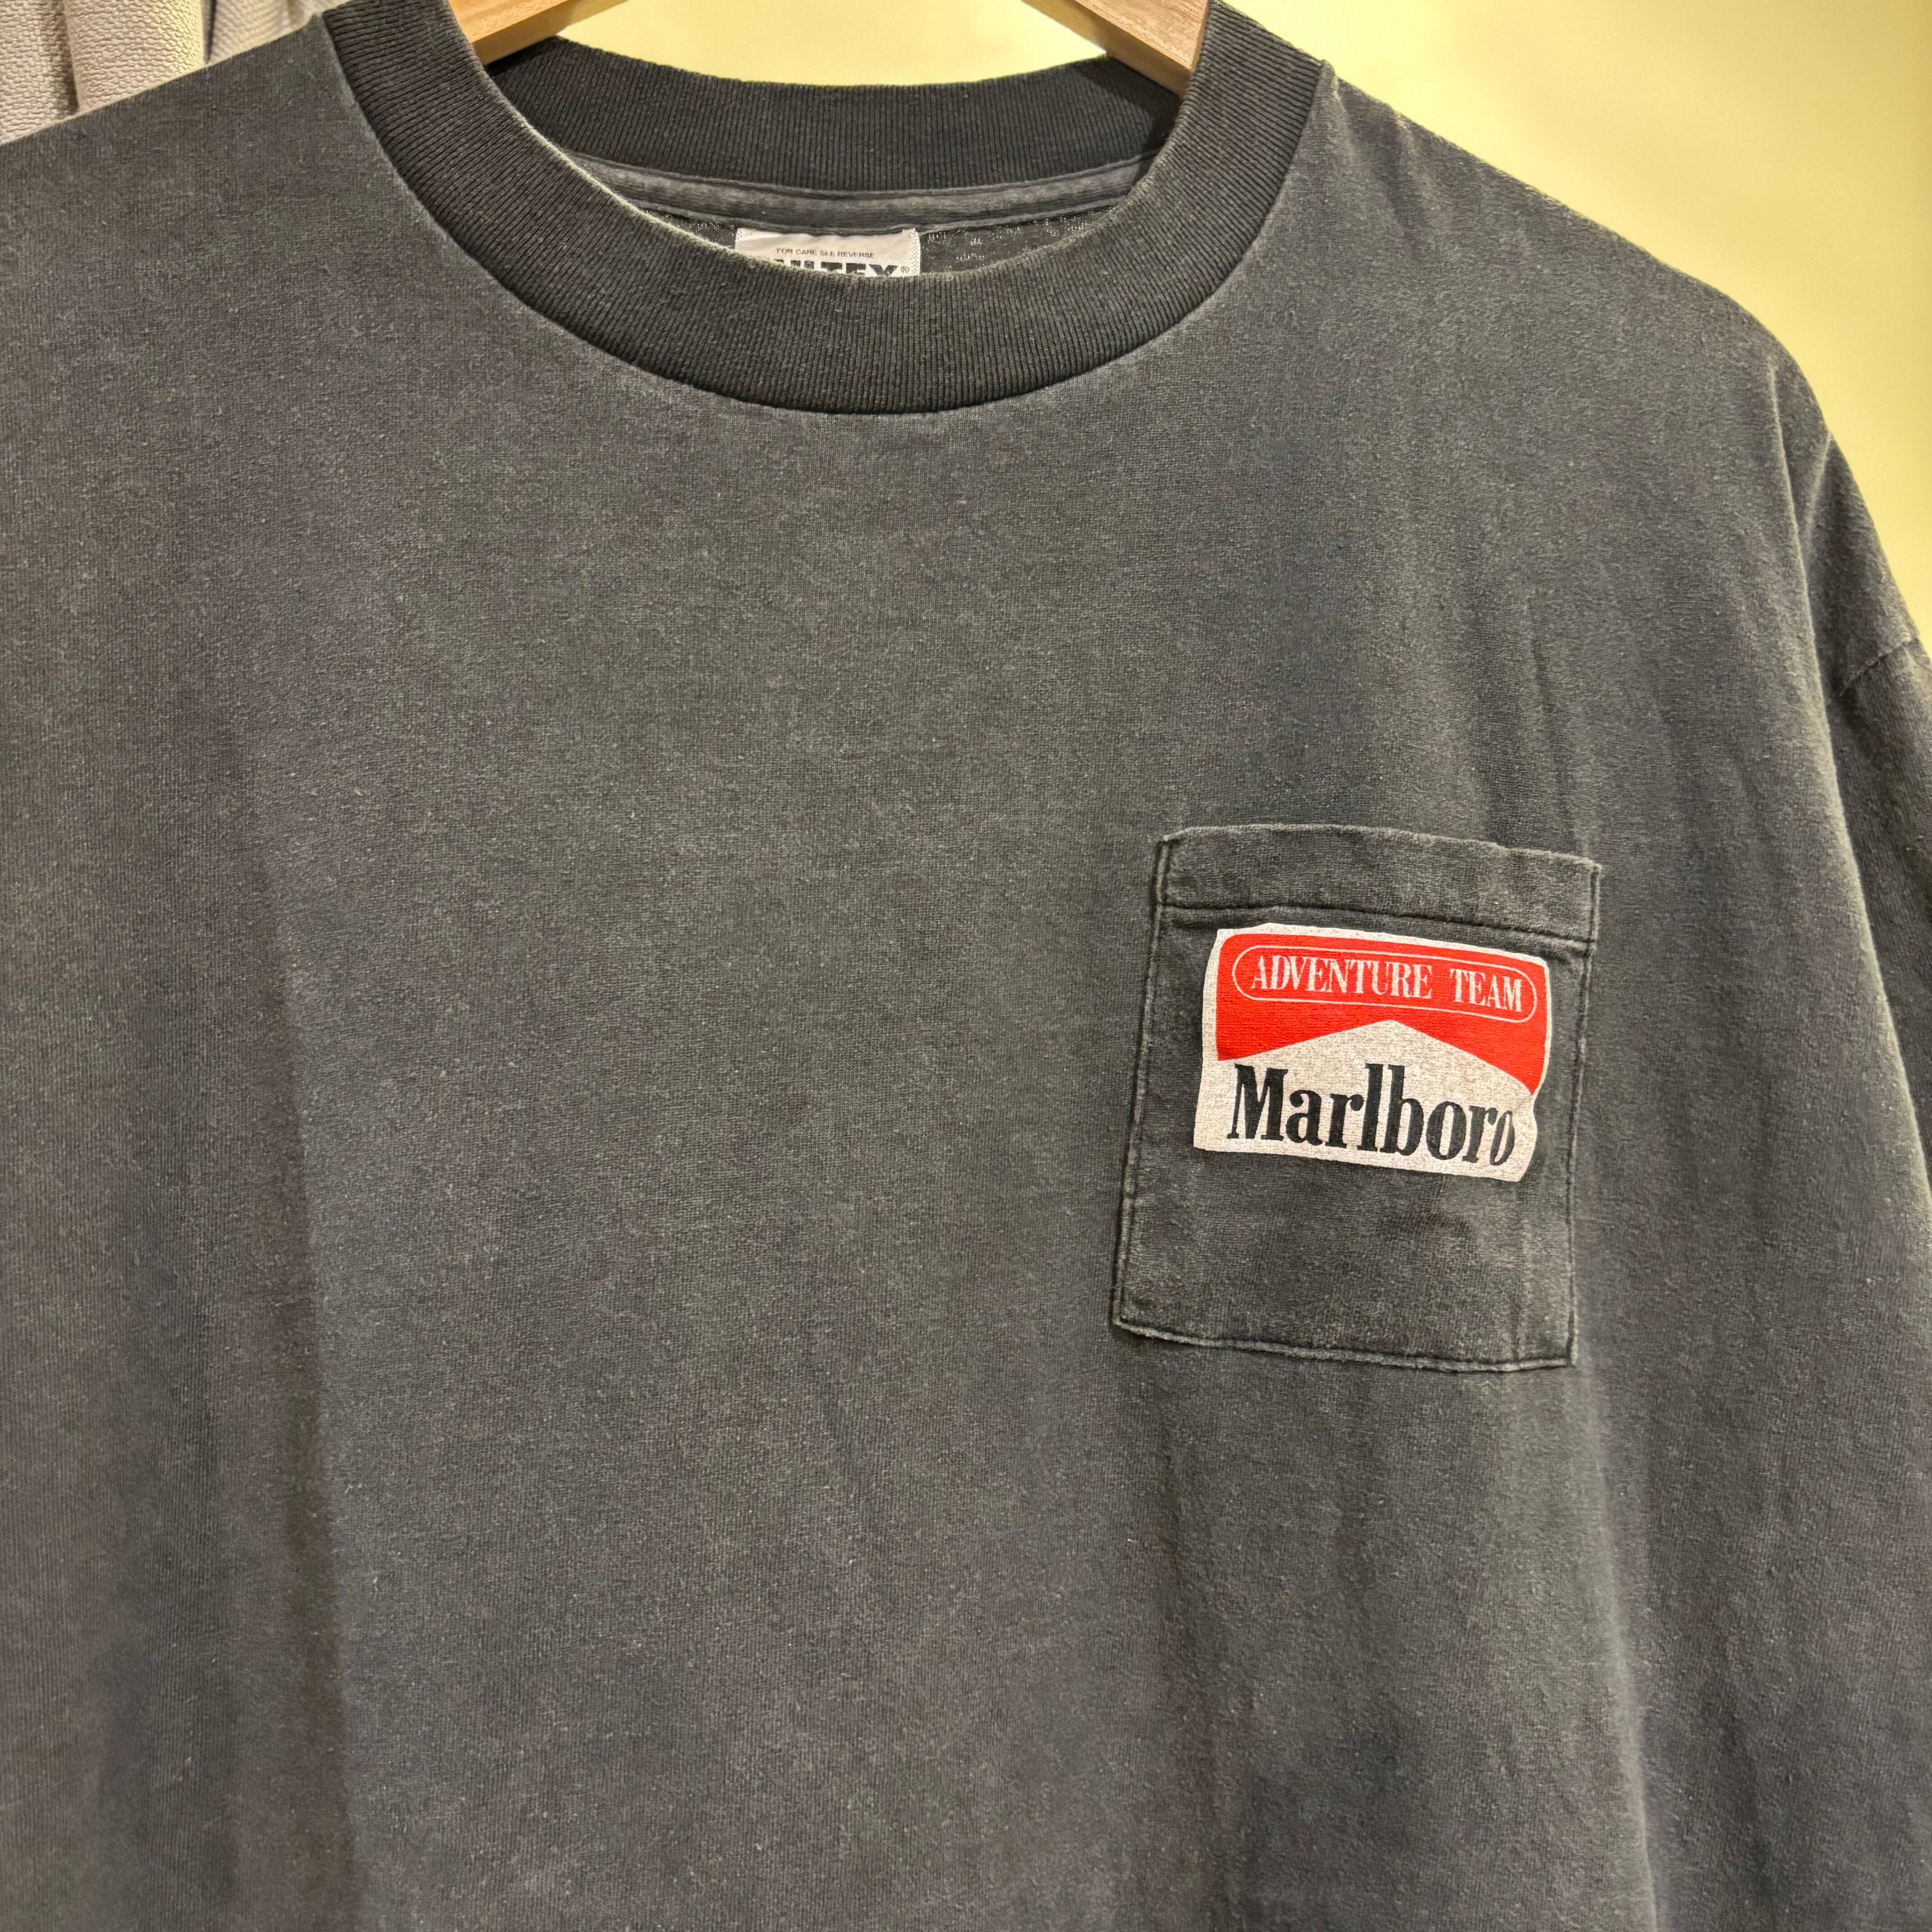 FOR CARE SEE REVERSE
ADVENTURE TEAM
Marlboro